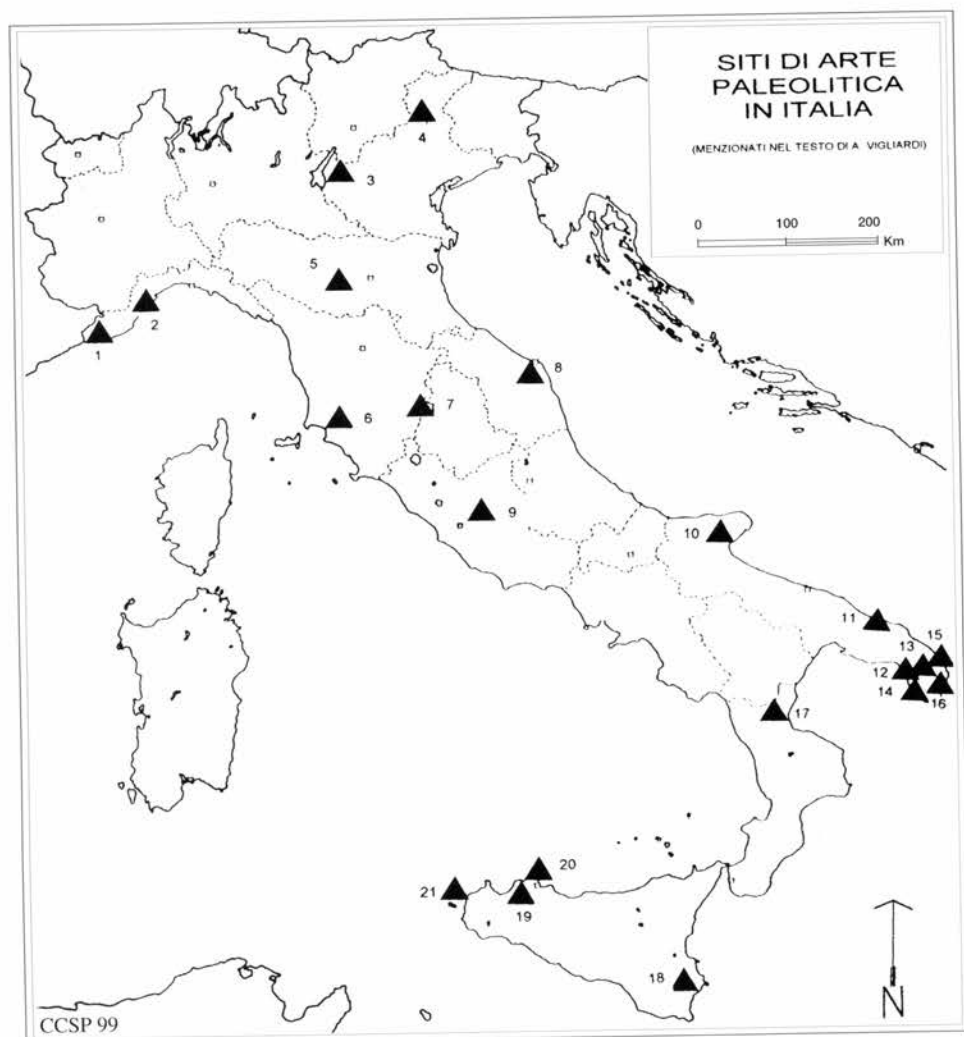 SITI DI ARTE
PALEOLITICA
IN ITALIA
(MENZIONATI NEL TESTO DI A VIGLIARDI)
0 100 200
Km
4
3
5
2
1
8
7
6
9
10
11
15
13
12
14
16
17
20
21
19
18
N
CCSP 99